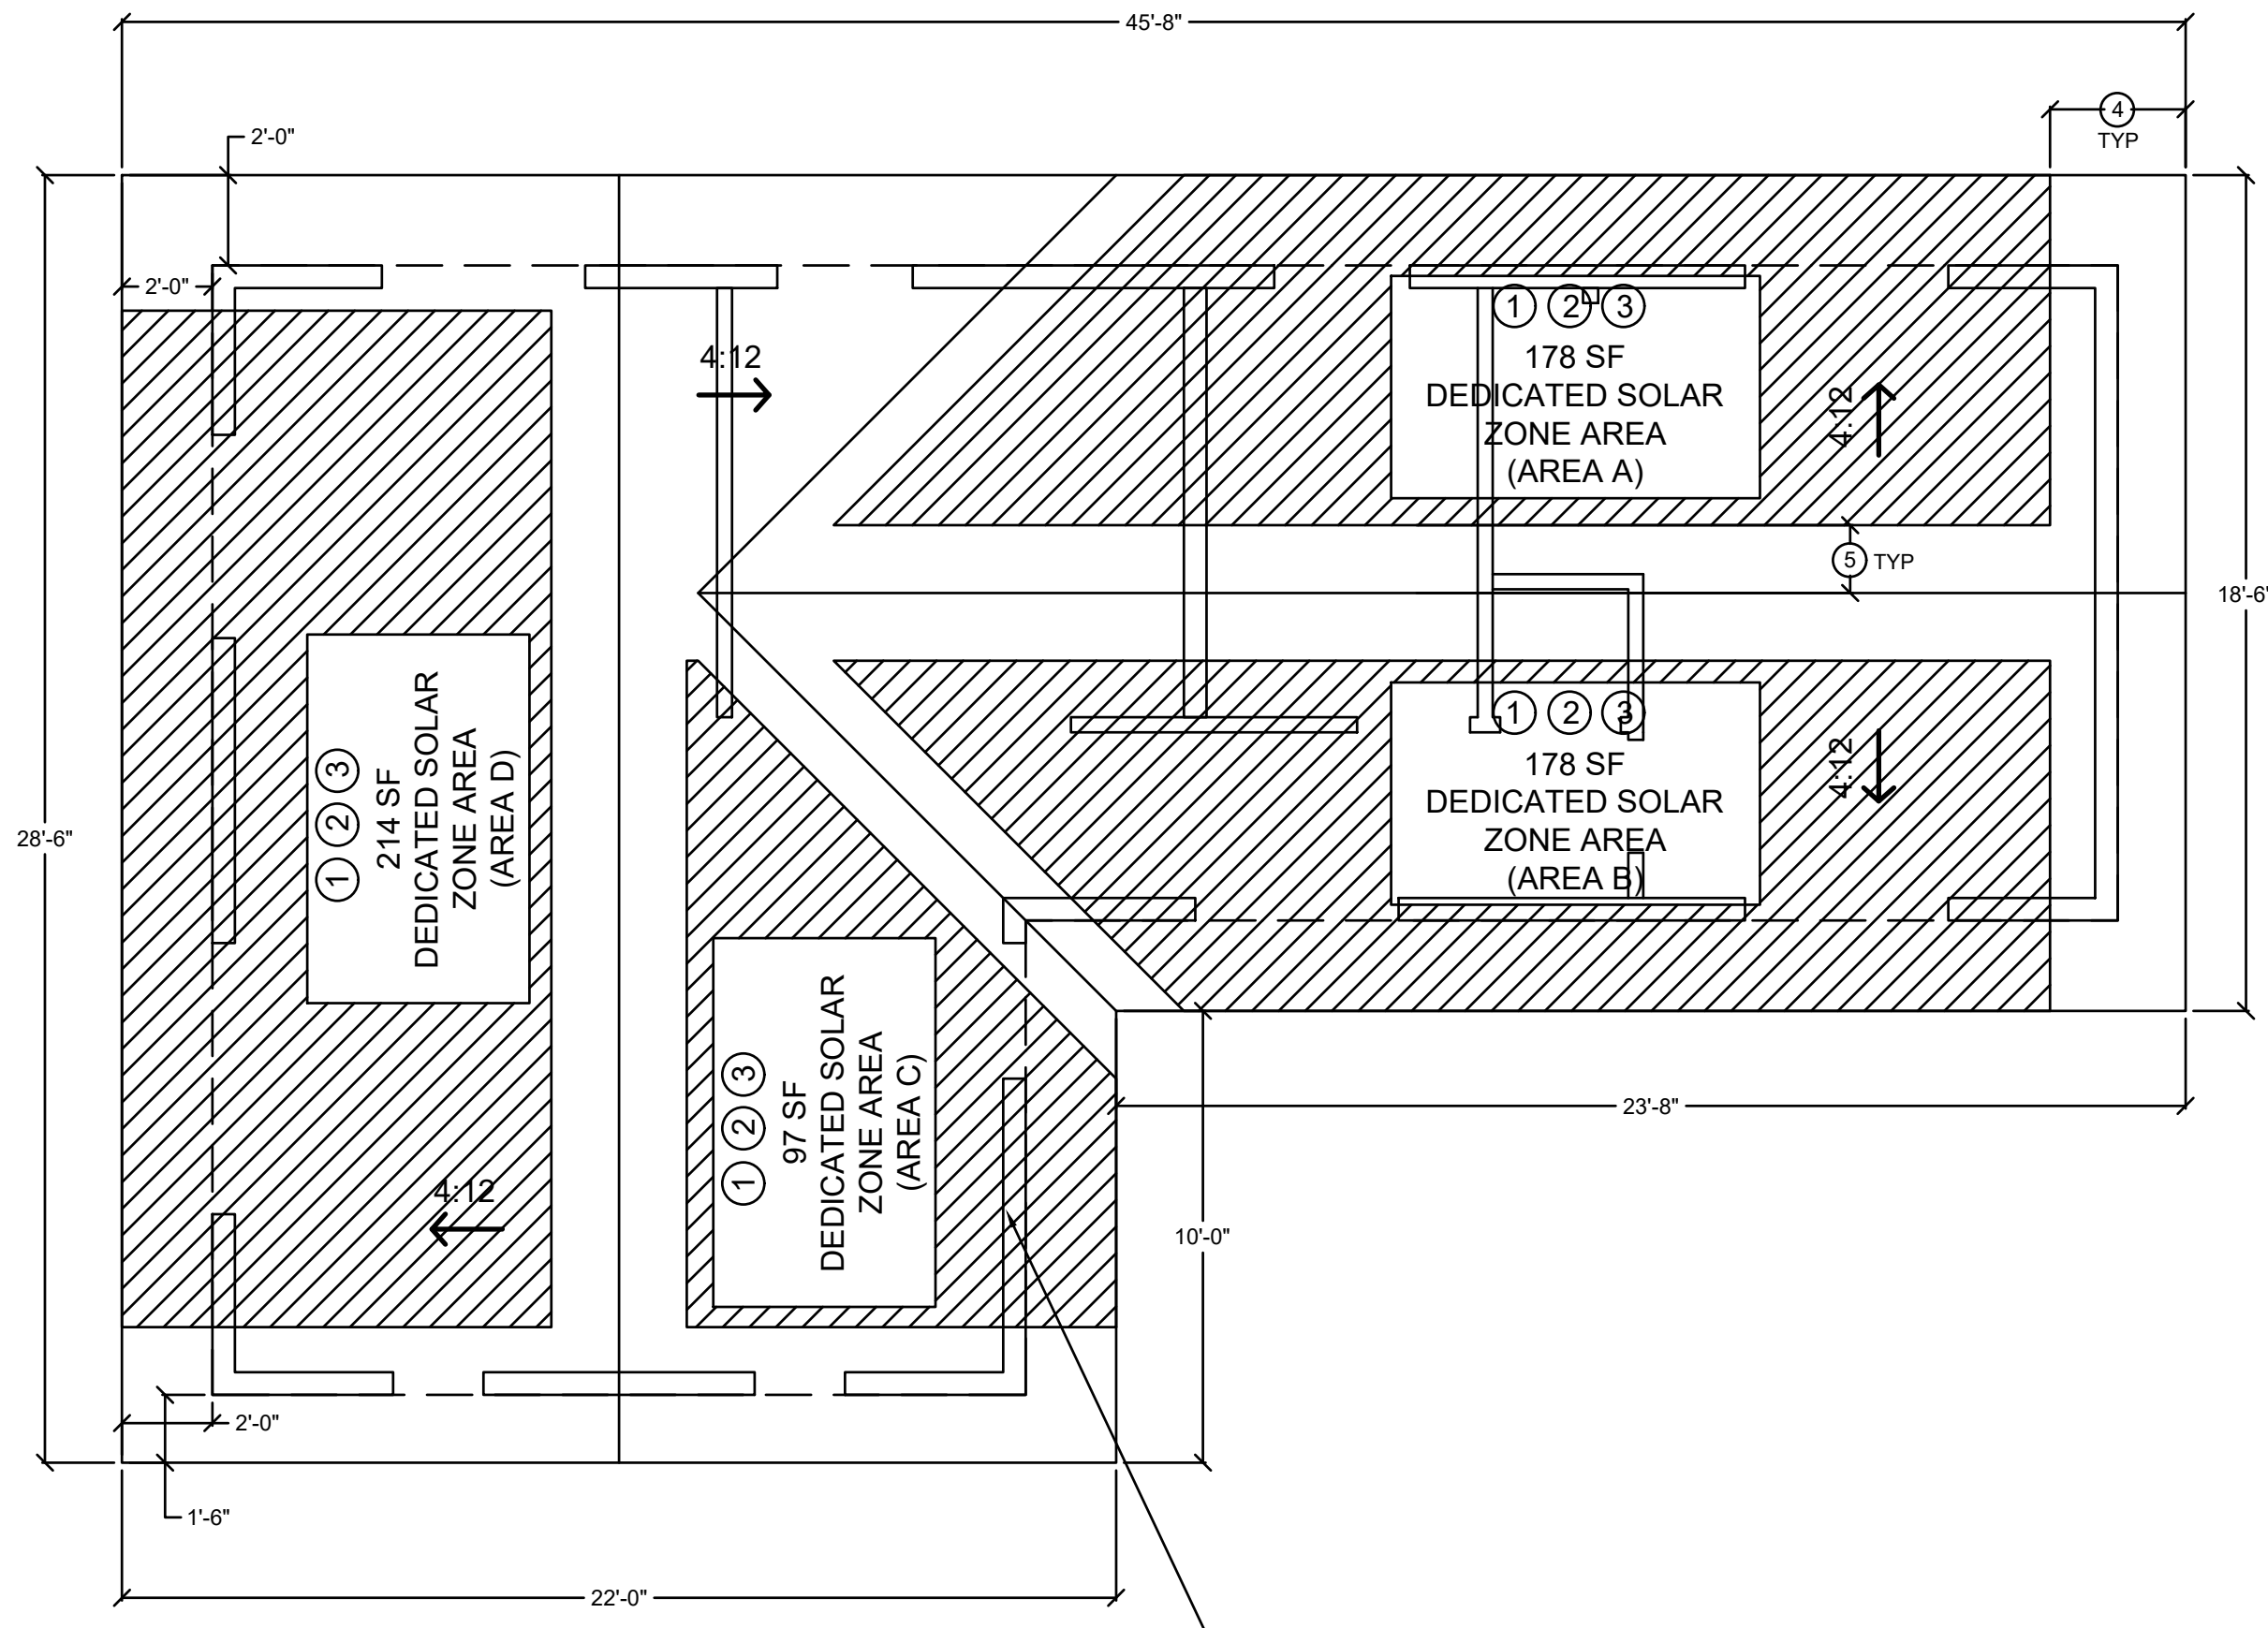 45'-8"
4
TYP
2'-0"
2'-0"
4:12
1 2 3
178 SF
DEDICATED SOLAR
ZONE AREA
(AREA A)
4:12
5 TYP
18'-6"
1 2 3
178 SF
DEDICATED SOLAR
ZONE AREA
(AREA B)
4:12
28'-6"
1 2 3
214 SF
DEDICATED SOLAR
ZONE AREA
(AREA D)
4:12
1 2 3
97 SF
DEDICATED SOLAR
ZONE AREA
(AREA C)
23'-8"
10'-0"
2'-0"
1'-6"
22'-0"